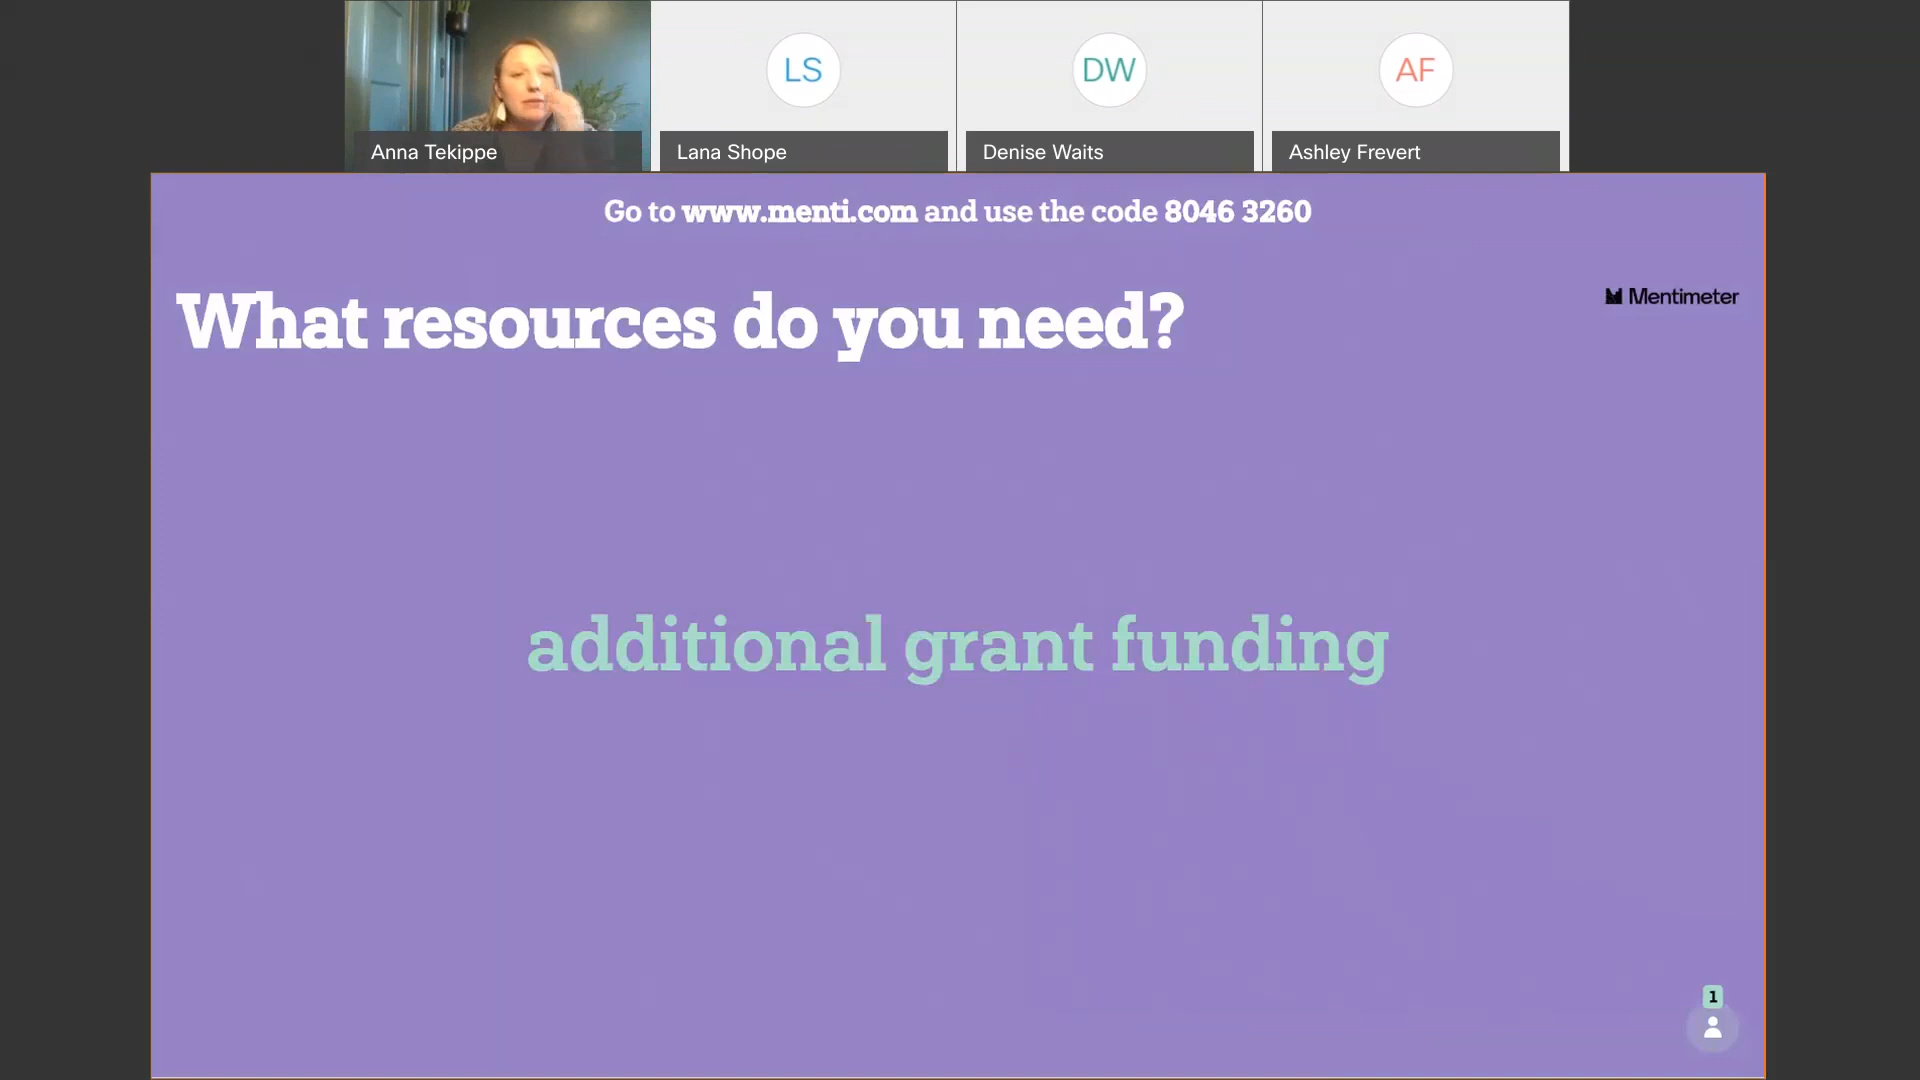 LS
DW
AF
Anna Tekippe
Lana Shope
Denise Waits
Ashley Frevert
Go to www.menti.com and use the code 8046 3260
What resources do you need?
Mentimeter
additional grant funding
1